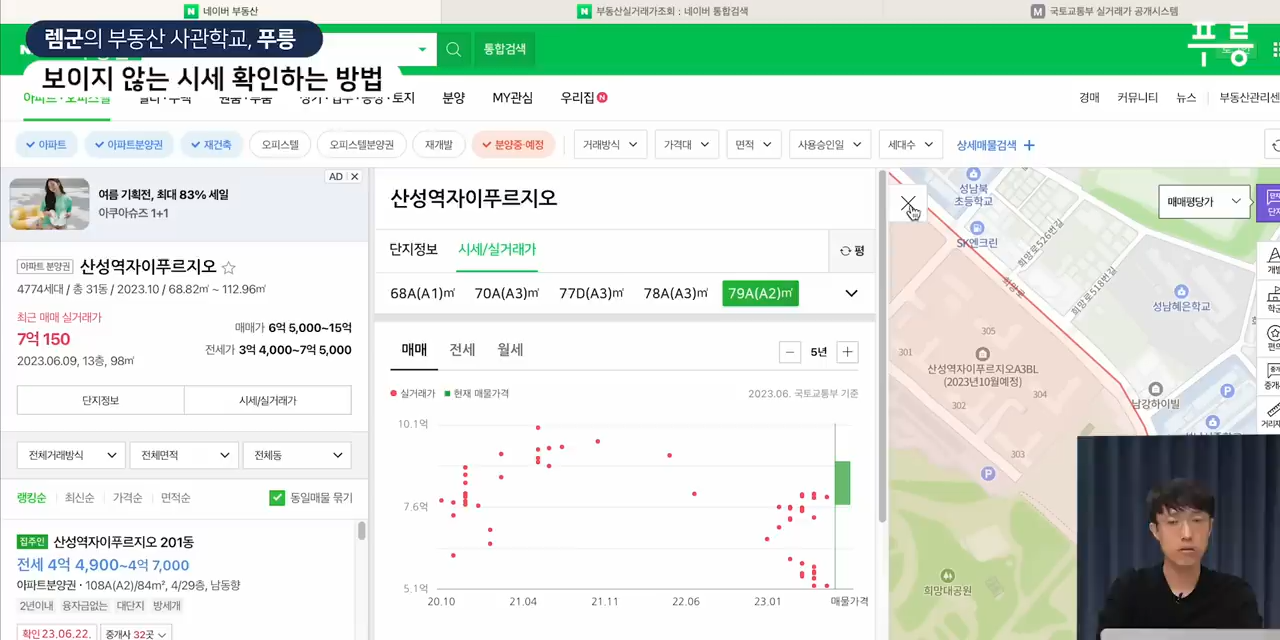 네이버 부동산
부동산실거래가조회 : 네이버 통합검색
국토교통부 실거래가 공개시스템
렘군의 부동산 사관학교, 푸릉
보이지 않는 시세 확인하는 방법
푸릉
통합검색
분양
MY관심
우리집 N
경매
커뮤니티
뉴스
부동산관리센
아파트
아파트분양권
재건축
오피스텔
오피스텔분양권
재개발
분양중·예정
거래방식
가격대
면적
사용승인일
세대수
상세매물검색
AD
여름 기획전, 최대 83% 세일
아쿠아슈즈 1+1
아파트 분양권
산성역자이푸르지오
4774세대 / 총 31동 / 2023.10 / 68.82㎡ ~ 112.96㎡
최근 매매 실거래가
7억 150
2023.06.09, 13층, 98㎡
매매가 6억 5,000~15억
전세가 3억 4,000~7억 5,000
단지정보
시세/실거래가
전체거래방식
전체면적
전체동
랭킹순
최신순
가격순
면적순
동일매물 묶기
집주인
산성역자이푸르지오 201동
전세 4억 4,900~4억 7,000
아파트분양권 · 108A(A2)/84m², 4/29층, 남동향
2년이내
융자금없는
대단지
방세개
확인 23.06.22.
중개사 32곳
산성역자이푸르지오
단지정보
시세/실거래가
평
68A(A1)㎡
70A(A3)㎡
77D(A3)㎡
78A(A3)㎡
79A(A2)㎡
매매
전세
월세
5년
실거래가
현재 매물가격
2023.06. 국토교통부 기준
10.1억
7.6억
5.1억
20.10
21.04
21.11
22.06
23.01
매물가격
매매평당가
성남북
초등학교
SK엔크린
희망로526번길
희망로518번길
희망로
성남혜은학교
305
301
산성역자이푸르지오A3BL
(2023년10월예정)
304
302
303
남강하이빌
P
P
희망대공원